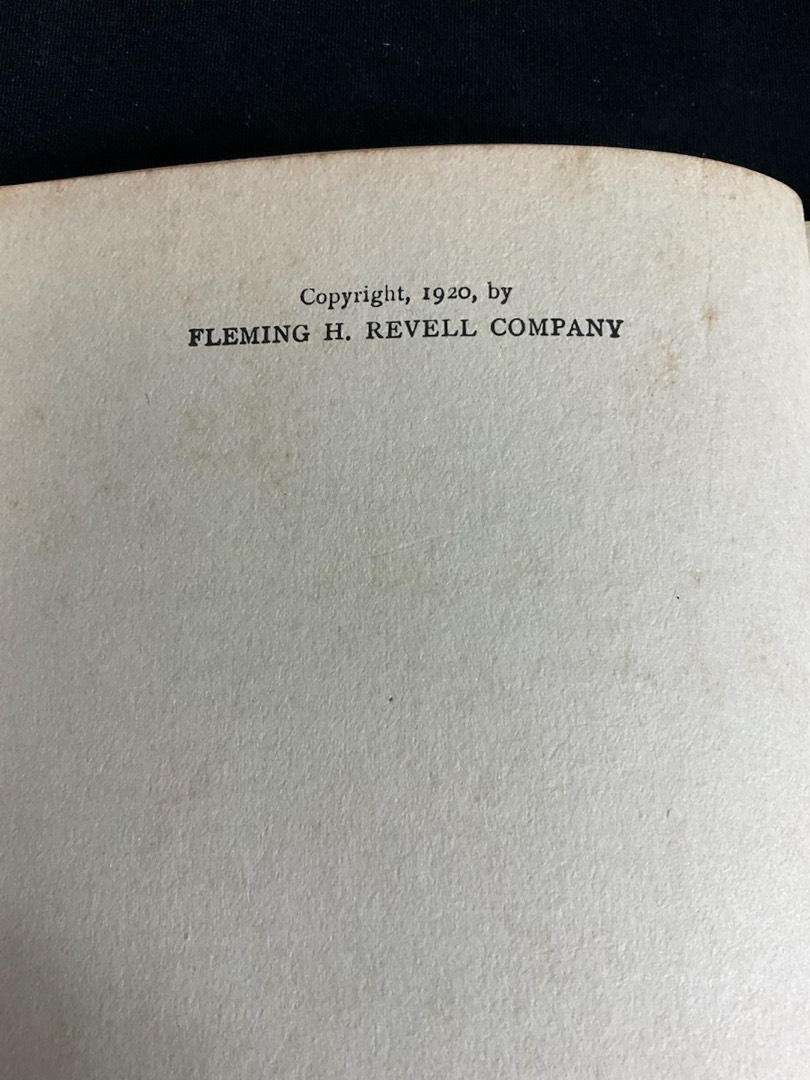 Copyright, 1920, by
FLEMING H. REVELL COMPANY